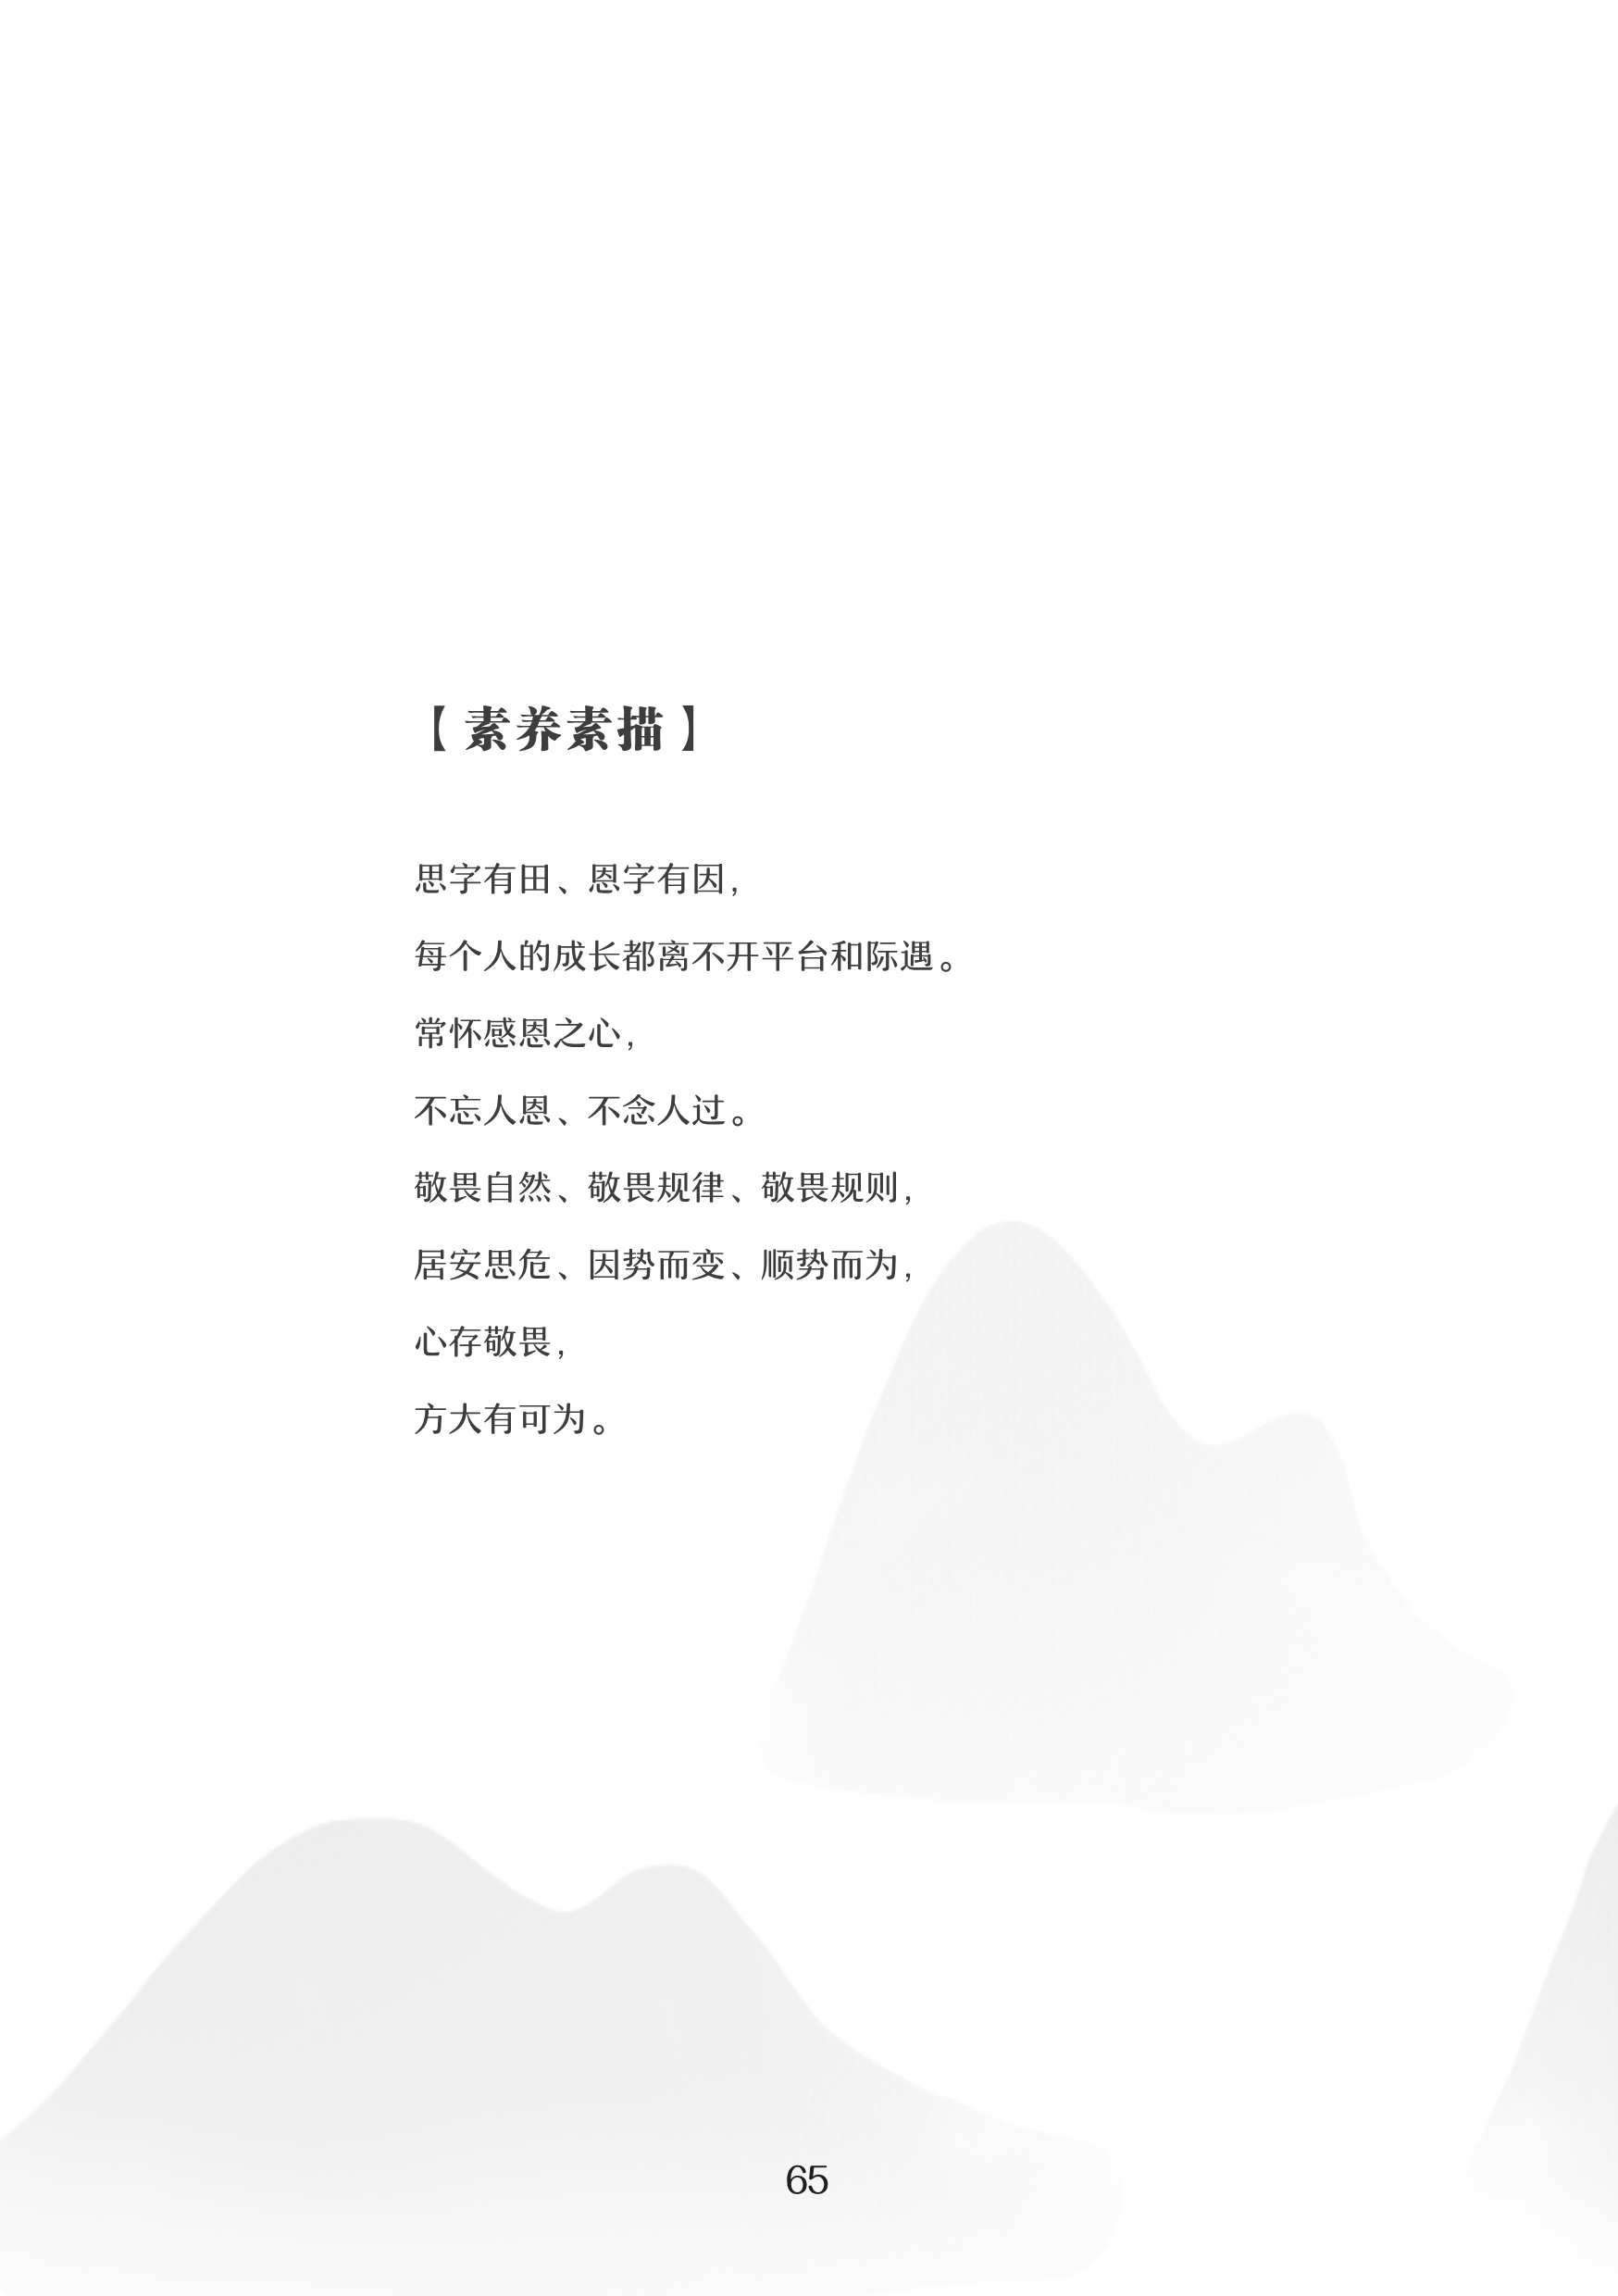 【素养素描】
思字有田、恩字有因，
每个人的成长都离不开平台和际遇。
常怀感恩之心，
不忘人恩、不念人过。
敬畏自然、敬畏规律、敬畏规则，
居安思危、因势而变、顺势而为，
心存敬畏，
方大有可为。
65